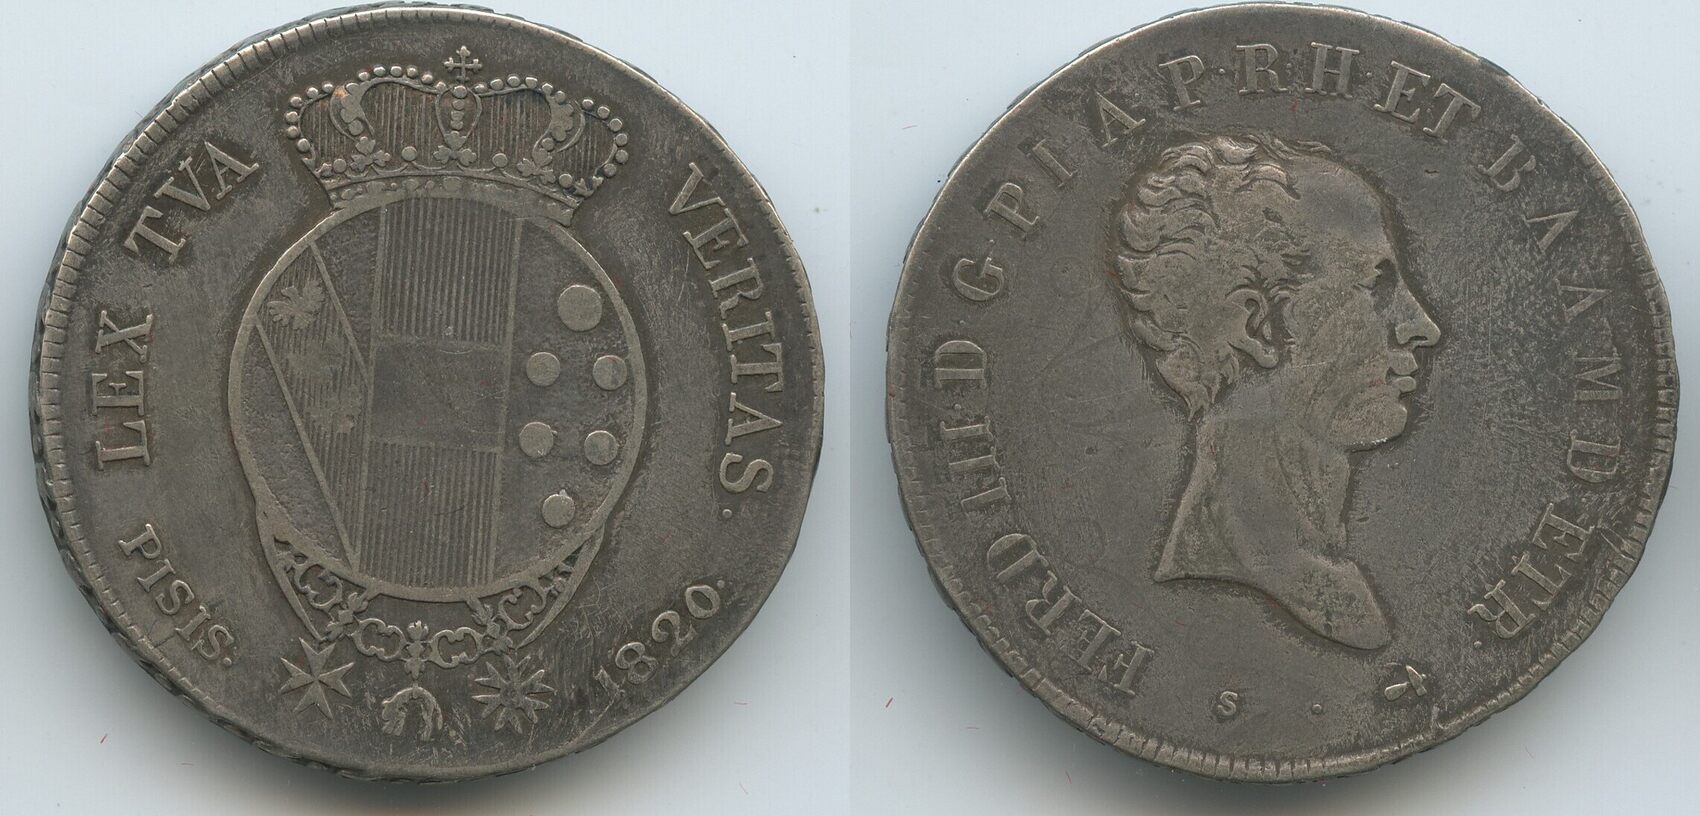 LEX TVA VERITAS.
PISIS. 1820.
FERD III. D. G. P. I. A. P. R. H. ET B. A. A. M. D. ETR.
S